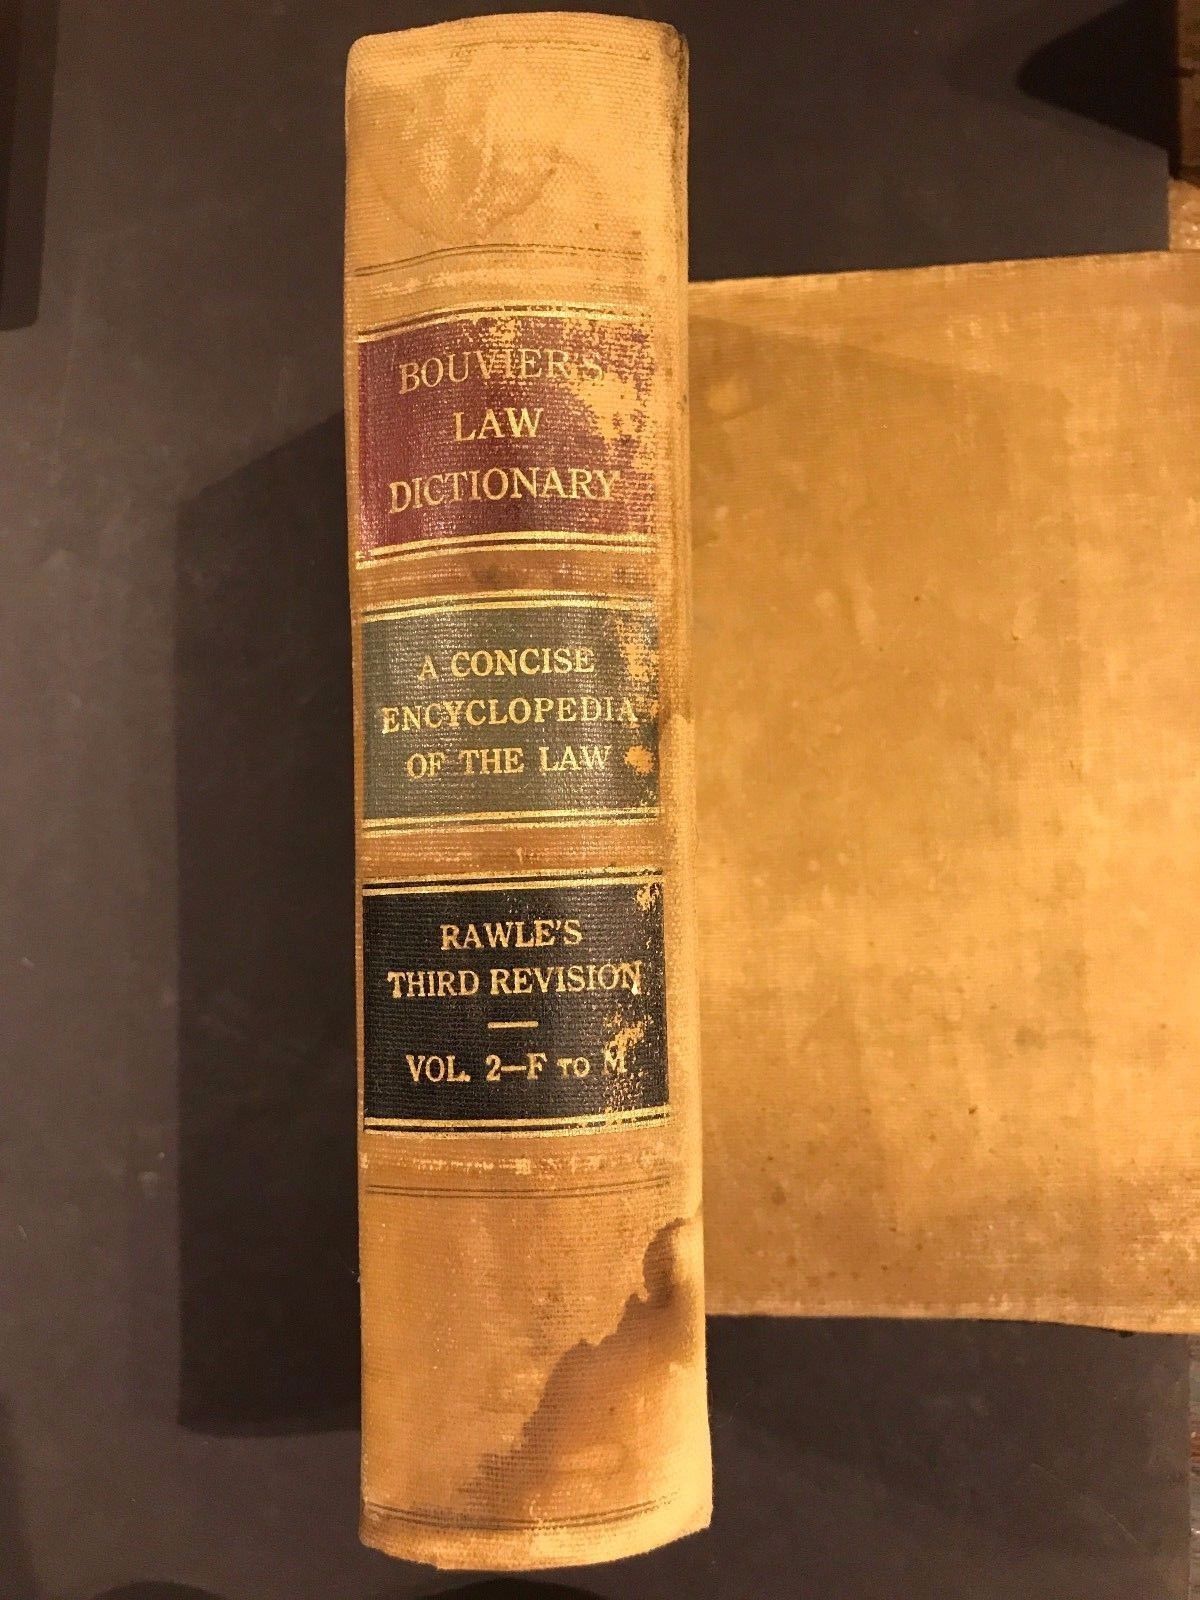 BOUVIER'S
LAW
DICTIONARY
A CONCISE
ENCYCLOPEDIA
OF THE LAW
RAWLE'S
THIRD REVISION
VOL. 2—F TO M